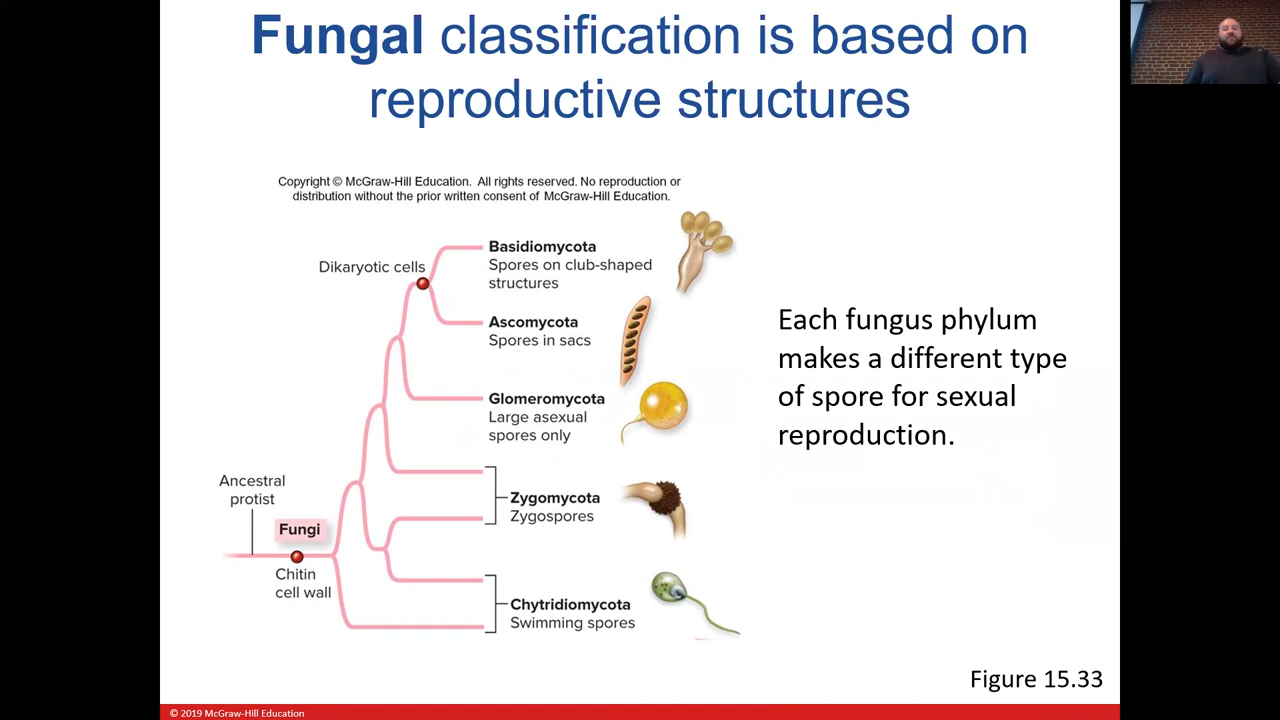 Fungal classification is based on
reproductive structures
Copyright © McGraw-Hill Education. All rights reserved. No reproduction or
distribution without the prior written consent of McGraw-Hill Education.
Dikaryotic cells
Basidiomycota
Spores on club-shaped
structures
Ascomycota
Spores in sacs
Glomeromycota
Large asexual
spores only
Ancestral
protist
Fungi
Chitin
cell wall
Zygomycota
Zygospores
Chytridiomycota
Swimming spores
Each fungus phylum
makes a different type
of spore for sexual
reproduction.
Figure 15.33
© 2019 McGraw-Hill Education